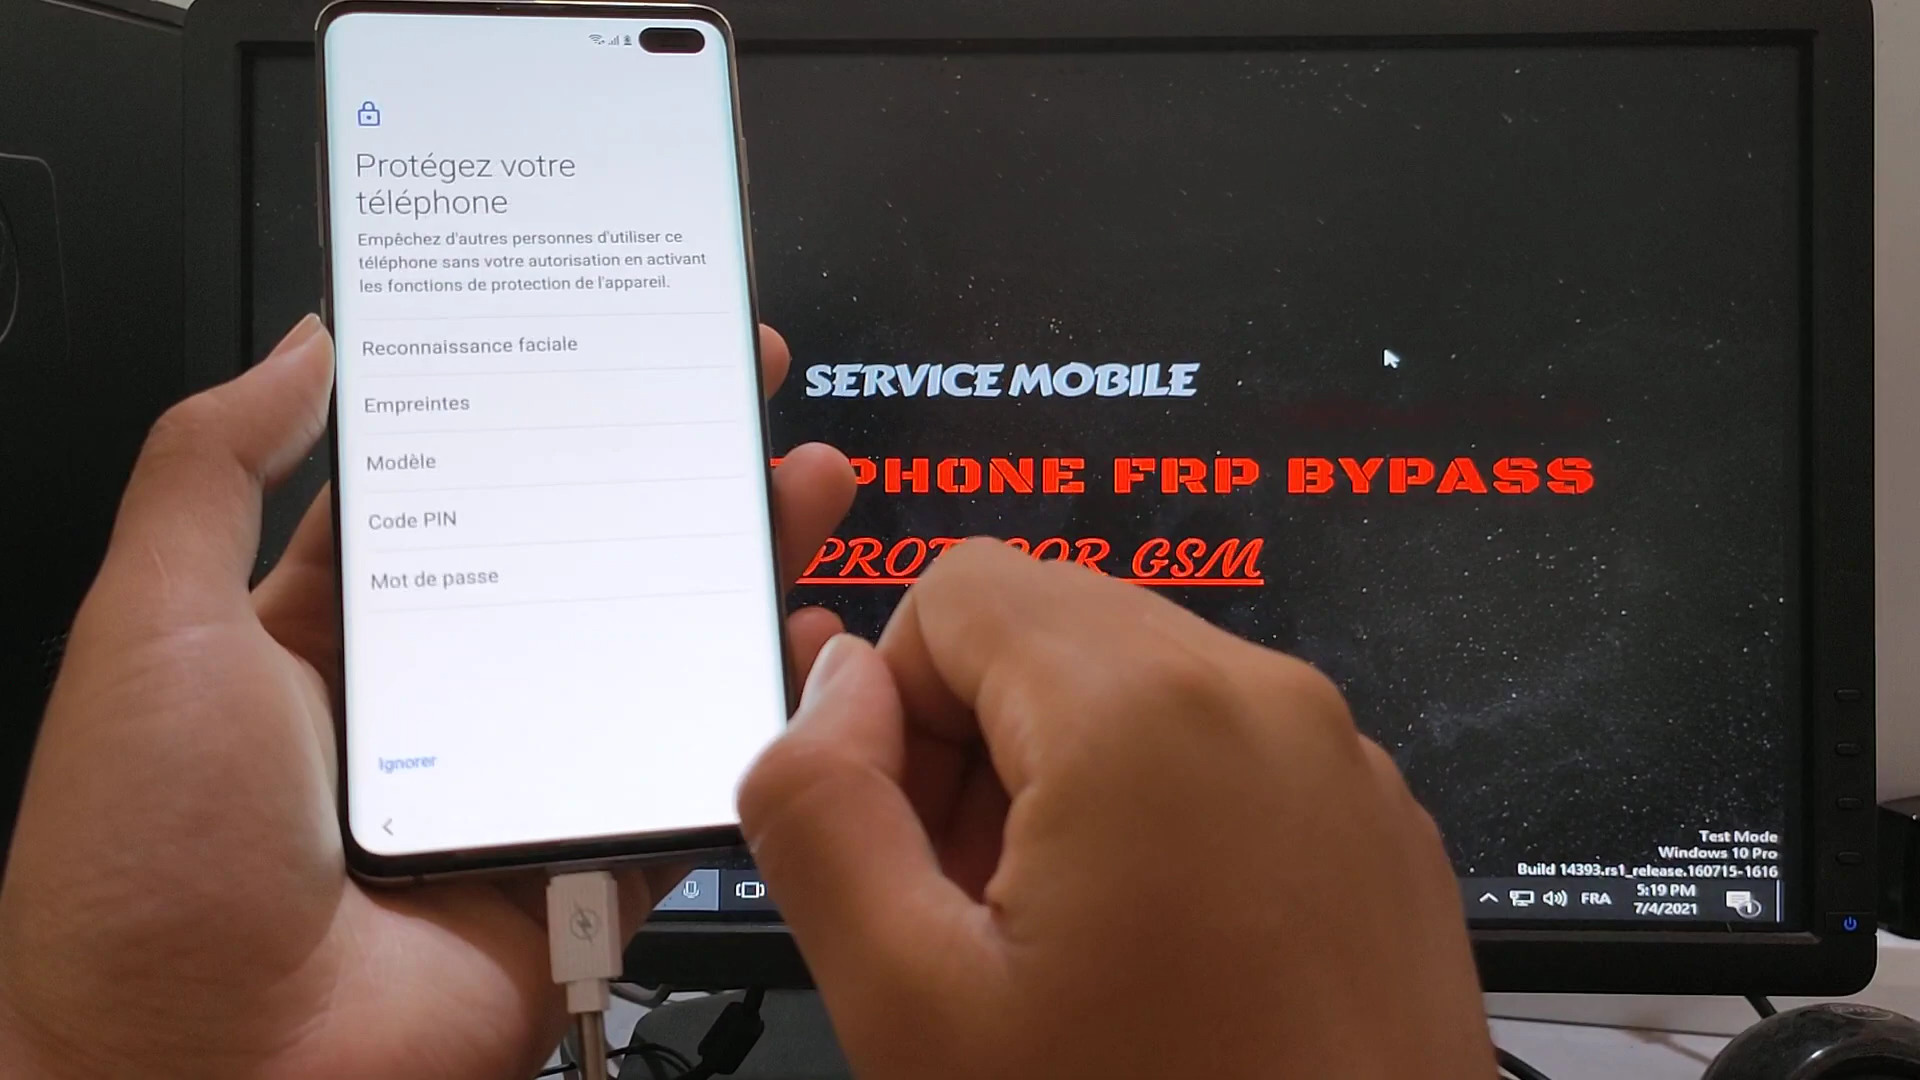 Protégez votre
téléphone
Empêchez d'autres personnes d'utiliser ce
téléphone sans votre autorisation en activant
les fonctions de protection de l'appareil.
Reconnaissance faciale
Empreintes
Modèle
Code PIN
Mot de passe
Ignorer
SERVICE MOBILE
PHONE FRP BYPASS
GSM
Test Mode
Windows 10 Pro
Build 14393.rs1_release.160715-1616
FRA
5:19 PM
7/4/2021
1